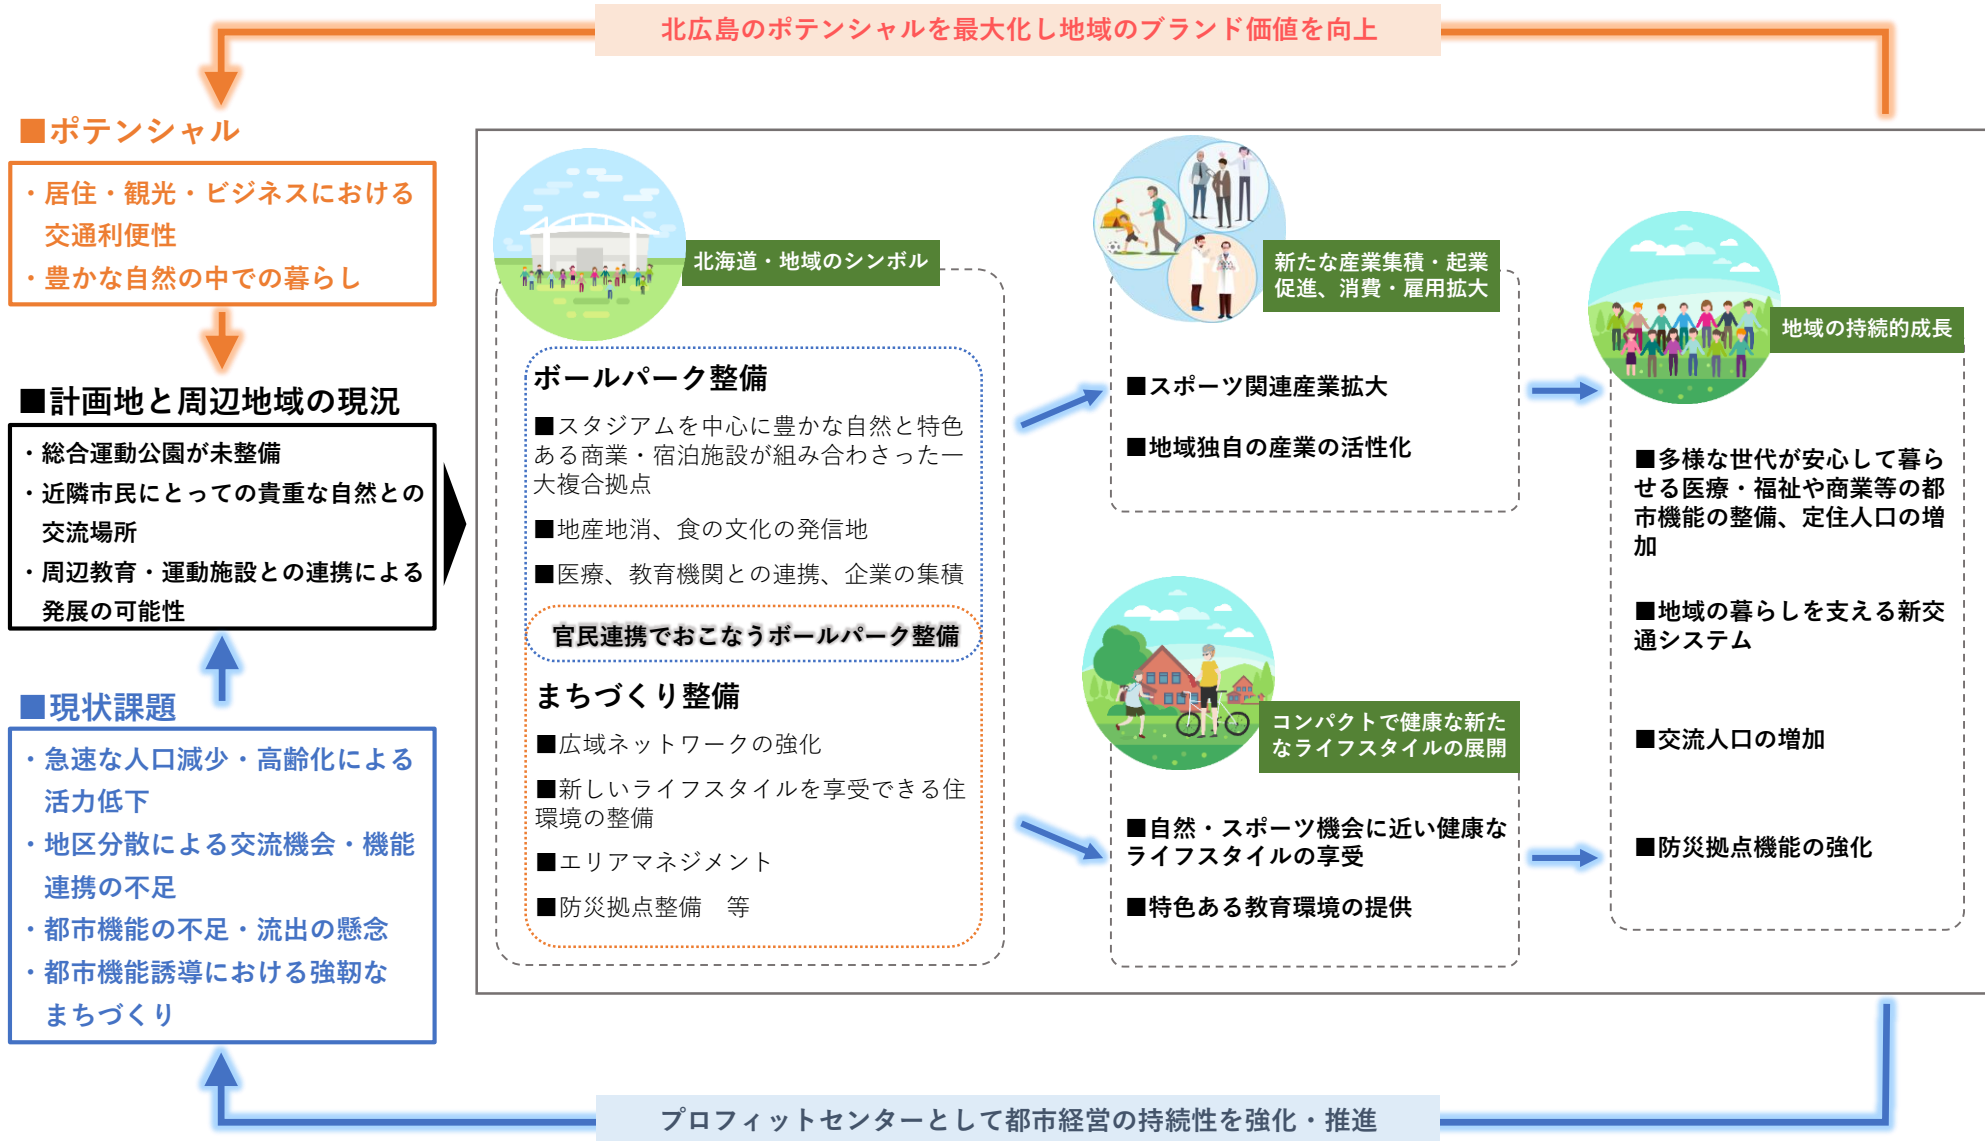 北広島のポテンシャルを最大化し地域のブランド価値を向上
■ポテンシャル
・居住・観光・ビジネスにおける
交通利便性
・豊かな自然の中での暮らし
■計画地と周辺地域の現況
・総合運動公園が未整備
・近隣市民にとっての貴重な自然との
交流場所
・周辺教育・運動施設との連携による
発展の可能性
■現状課題
・急速な人口減少・高齢化による
活力低下
・地区分散による交流機会・機能
連携の不足
・都市機能の不足・流出の懸念
・都市機能誘導における強靭な
まちづくり
北海道・地域のシンボル
ボールパーク整備
■スタジアムを中心に豊かな自然と特色
ある商業・宿泊施設が組み合わさった一
大複合拠点
■地産地消、食の文化の発信地
■医療、教育機関との連携、企業の集積
官民連携でおこなうボールパーク整備
まちづくり整備
■広域ネットワークの強化
■新しいライフスタイルを享受できる住
環境の整備
■エリアマネジメント
■防災拠点整備　等
新たな産業集積・起業
促進、消費・雇用拡大
■スポーツ関連産業拡大
■地域独自の産業の活性化
コンパクトで健康な新た
なライフスタイルの展開
■自然・スポーツ機会に近い健康な
ライフスタイルの享受
■特色ある教育環境の提供
地域の持続的成長
■多様な世代が安心して暮ら
せる医療・福祉や商業等の都
市機能の整備、定住人口の増
加
■地域の暮らしを支える新交
通システム
■交流人口の増加
■防災拠点機能の強化
プロフィットセンターとして都市経営の持続性を強化・推進